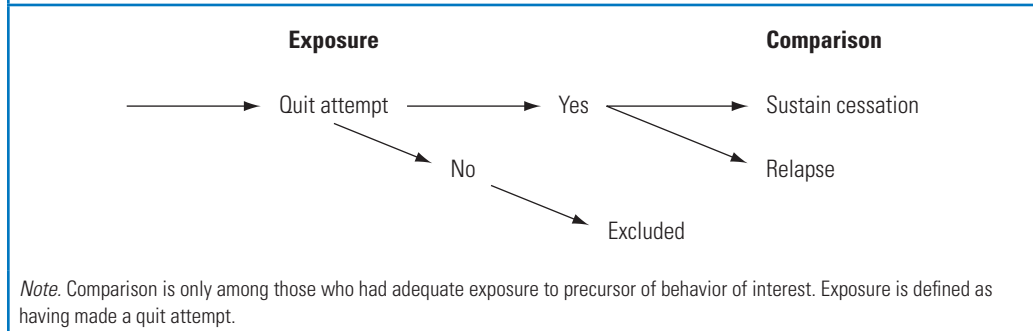 Exposure Comparison
Quit attempt Yes Sustain cessation
No Relapse
Excluded
Note. Comparison is only among those who had adequate exposure to precursor of behavior of interest. Exposure is defined as
having made a quit attempt.